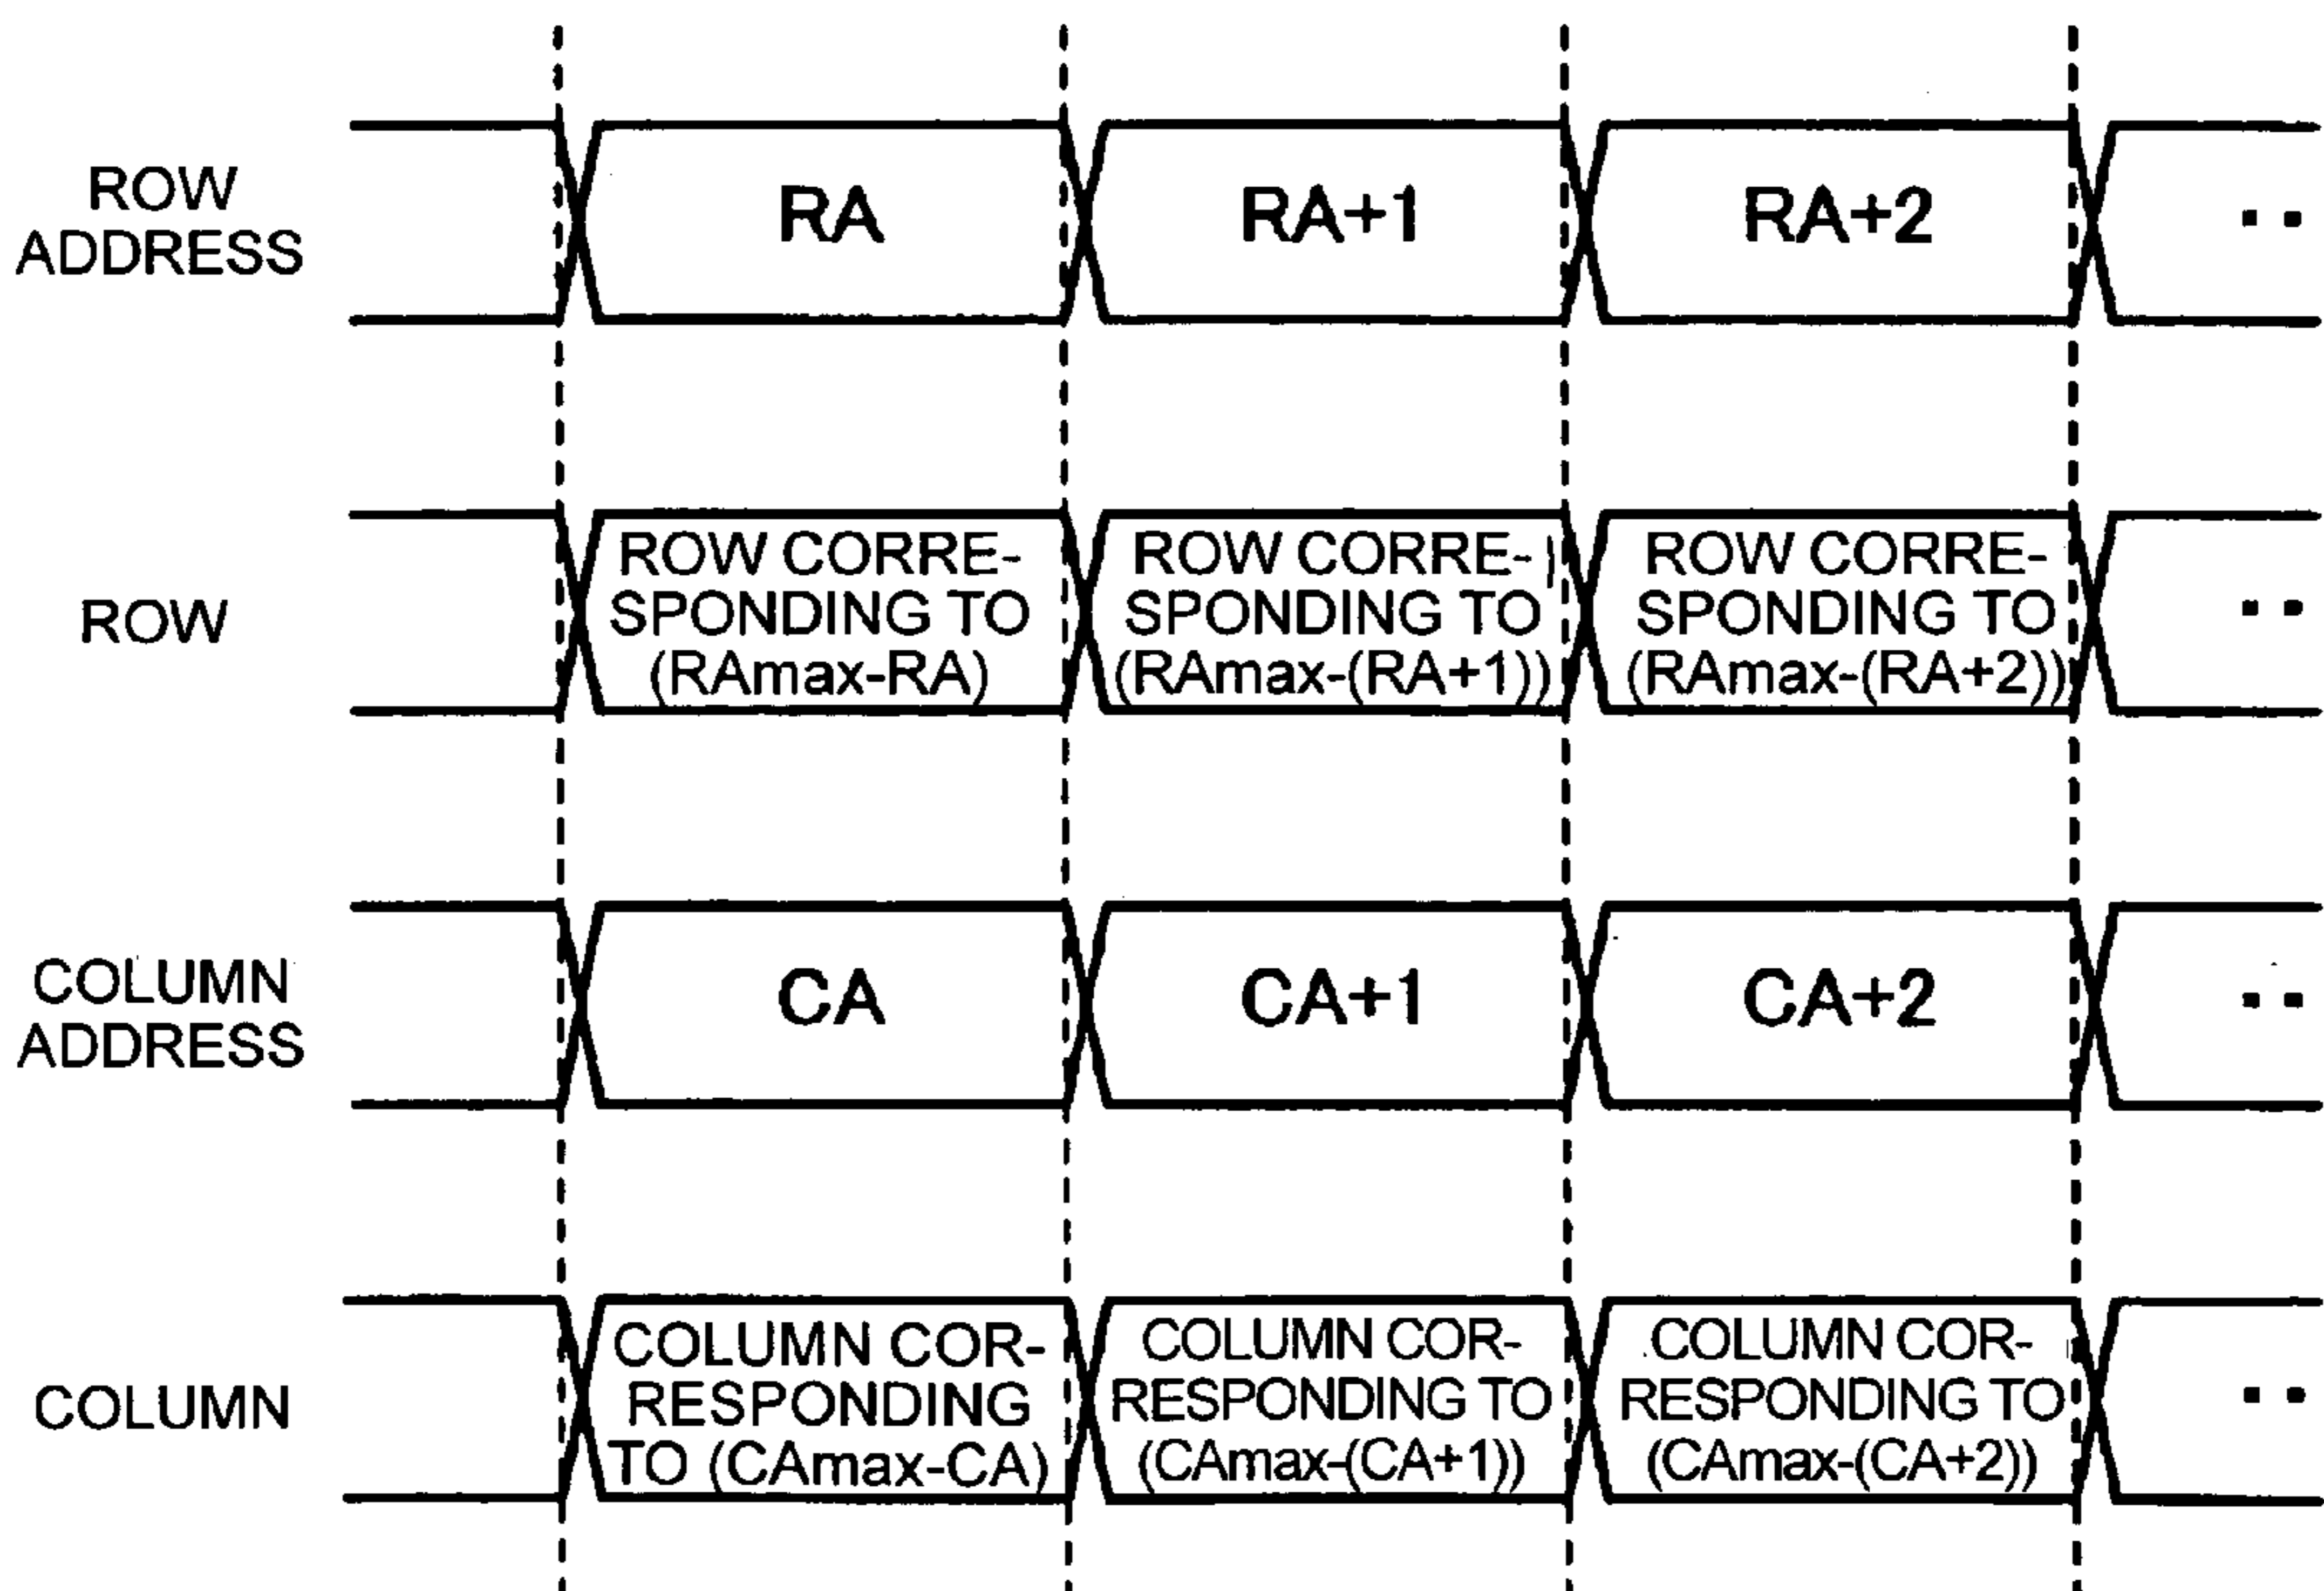 ROW
ADDRESS
RA
RA+1
RA+2
..
ROW
ROW CORRE-
SPONDING TO
(RAmax-RA)
ROW CORRE-
SPONDING TO
(RAmax-(RA+1))
ROW CORRE-
SPONDING TO
(RAmax-(RA+2))
..
COLUMN
ADDRESS
CA
CA+1
CA+2
..
COLUMN
COLUMN COR-
RESPONDING
TO (CAmax-CA)
COLUMN COR-
RESPONDING TO
(CAmax-(CA+1))
COLUMN COR-
RESPONDING TO
(CAmax-(CA+2))
..